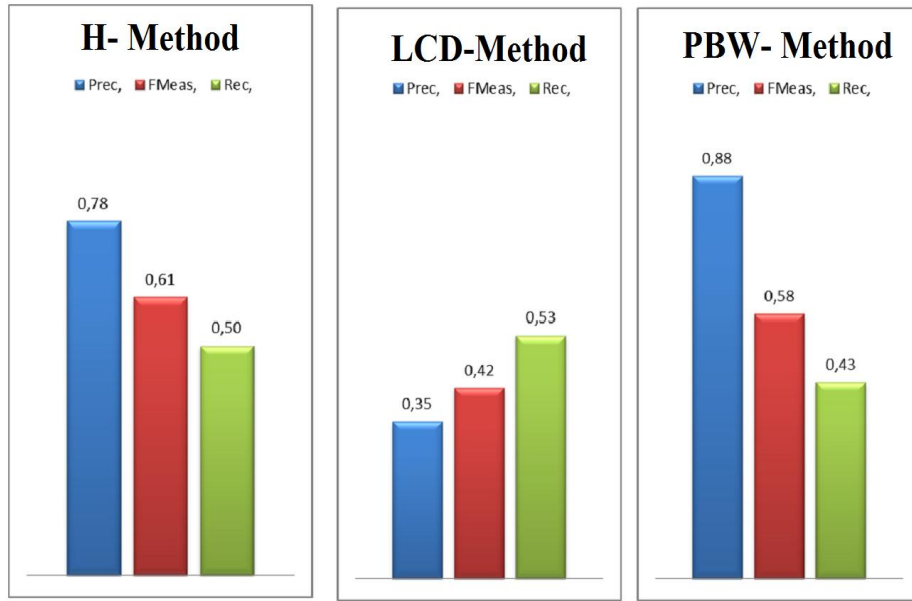 H- Method
Prec, FMeas, Rec,
0,78
0,61
0,50
LCD-Method
Prec, FMeas, Rec,
0,35
0,42
0,53
PBW- Method
Prec, FMeas, Rec,
0,88
0,58
0,43